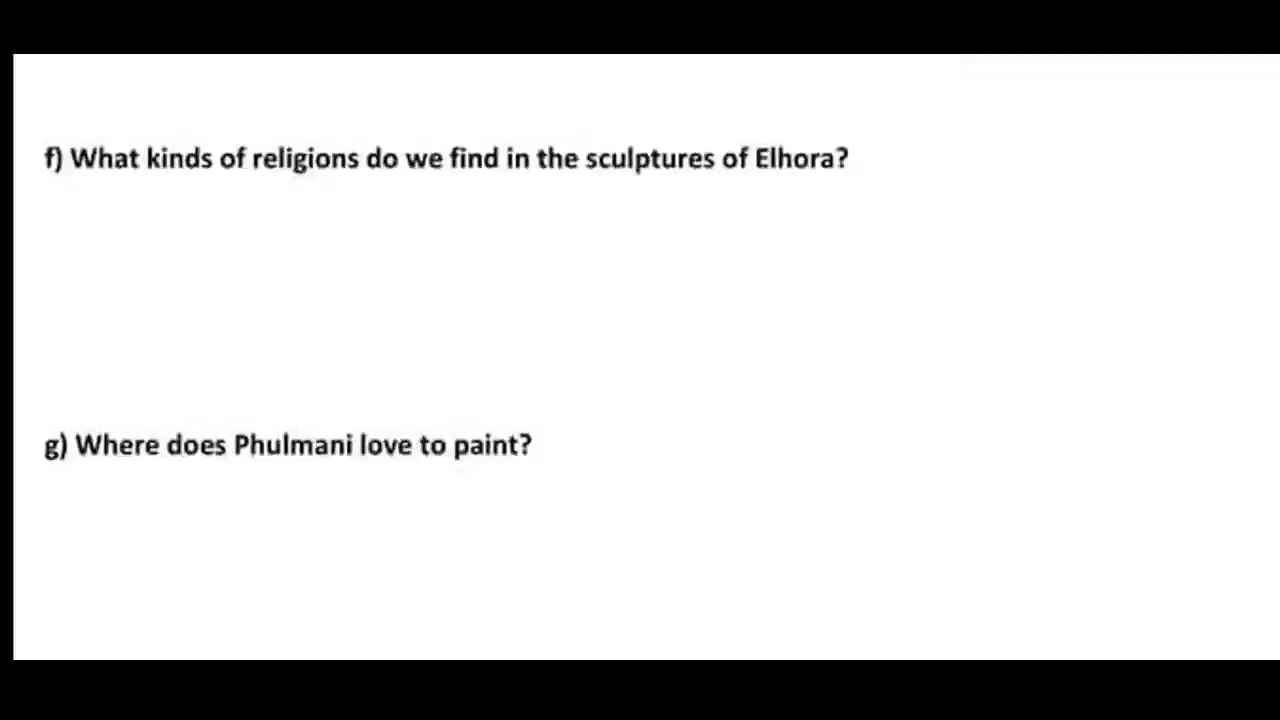 f) What kinds of religions do we find in the sculptures of Elhora?
g) Where does Phulmani love to paint?